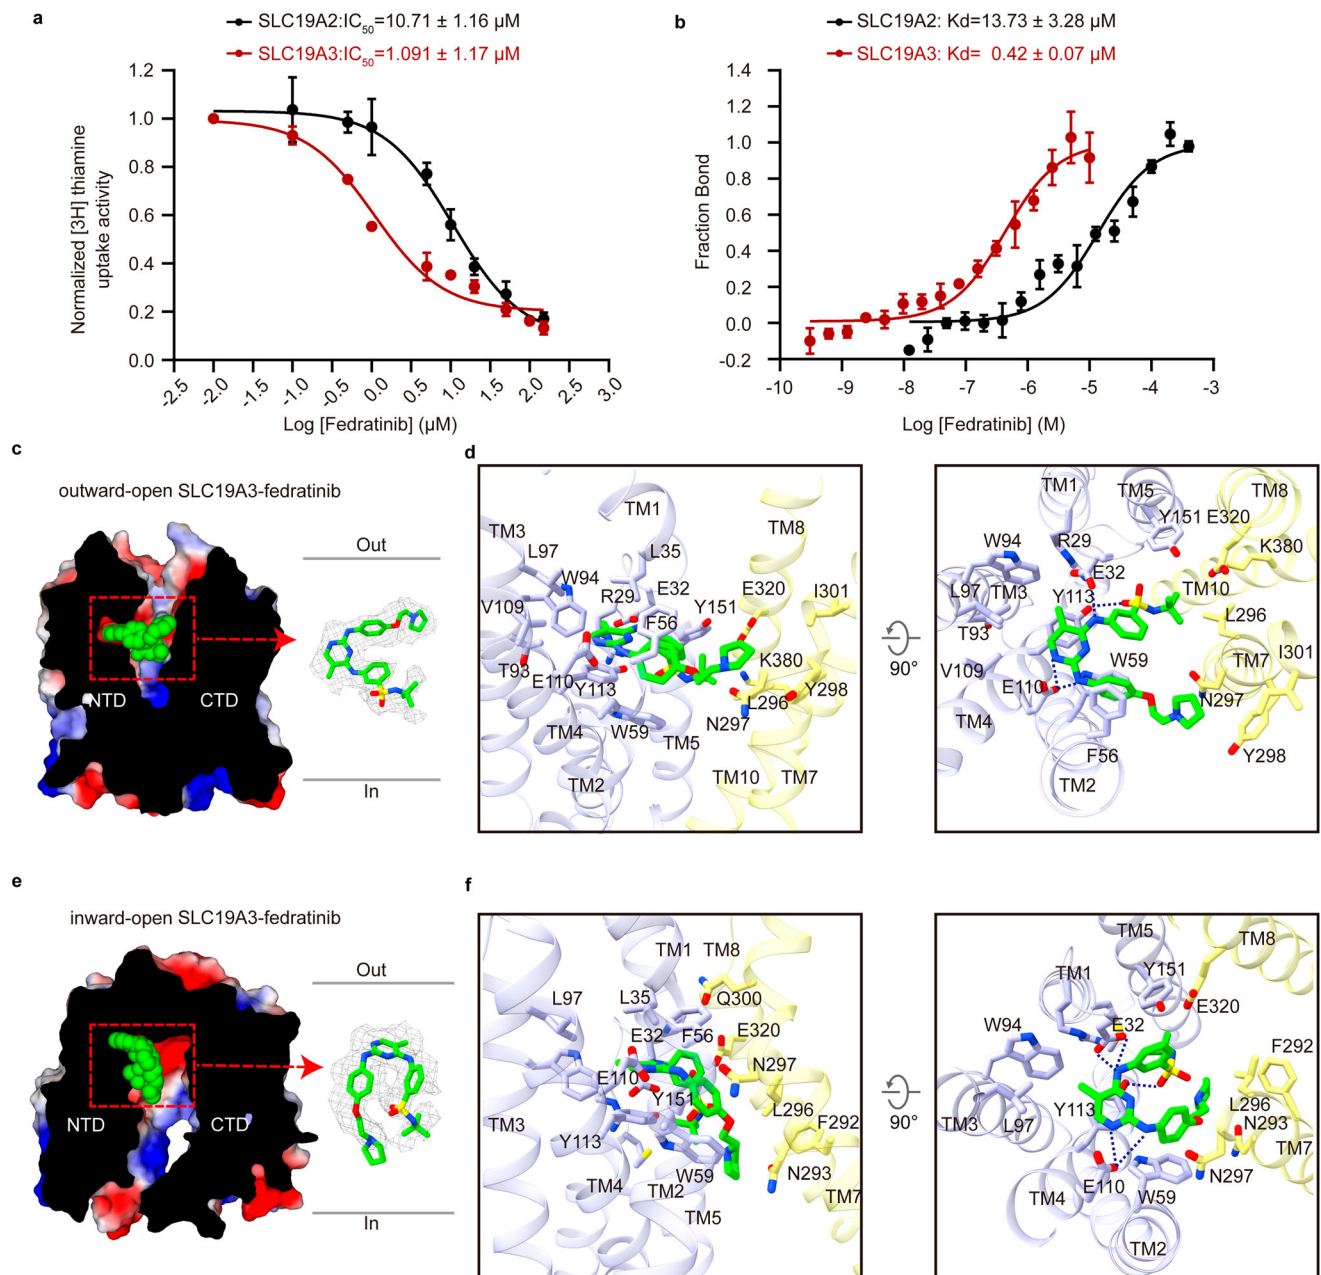 a
SLC19A2:IC50=10.71 ± 1.16 µM
SLC19A3:IC50=1.091 ± 1.17 µM
Normalized [3H] thiamine
uptake activity
1.2
1.0
0.8
0.6
0.4
0.2
0.0
-2.5 -2.0 -1.5 -1.0 -0.5 0.0 0.5 1.0 1.5 2.0 2.5 3.0
Log [Fedratinib] (µM)
b
SLC19A2: Kd=13.73 ± 3.28 µM
SLC19A3: Kd= 0.42 ± 0.07 µM
Fraction Bond
1.4
1.2
1.0
0.8
0.6
0.4
0.2
0.0
-0.2
-10 -9 -8 -7 -6 -5 -4 -3
Log [Fedratinib] (M)
c
outward-open SLC19A3-fedratinib
Out
NTD CTD
In
d
TM1
TM8
TM3
L97
L35
W94
E32
E320
I301
R29
V109
F56
Y151
T93
K380
E110
Y113
L296
Y298
N297
TM4
W59
TM5
TM2
TM10
TM7
90°
TM1
TM5
TM8
Y151
E320
W94
R29
K380
E32
L97
TM3
Y113
TM10
T93
L296
W59
TM7
I301
V109
E110
N297
TM4
F56
Y298
TM2
e
inward-open SLC19A3-fedratinib
Out
NTD CTD
In
f
TM1 TM8
L97
L35
Q300
E32
F56
E320
E110
N297
Y151
L296
TM3
Y113
F292
W59
N293
TM4
TM2
TM7
TM5
90°
TM5
TM8
TM1
Y151
E320
W94
E32
F292
Y113
L296
TM3
L97
N293
TM7
N297
E110
W59
TM4
TM2